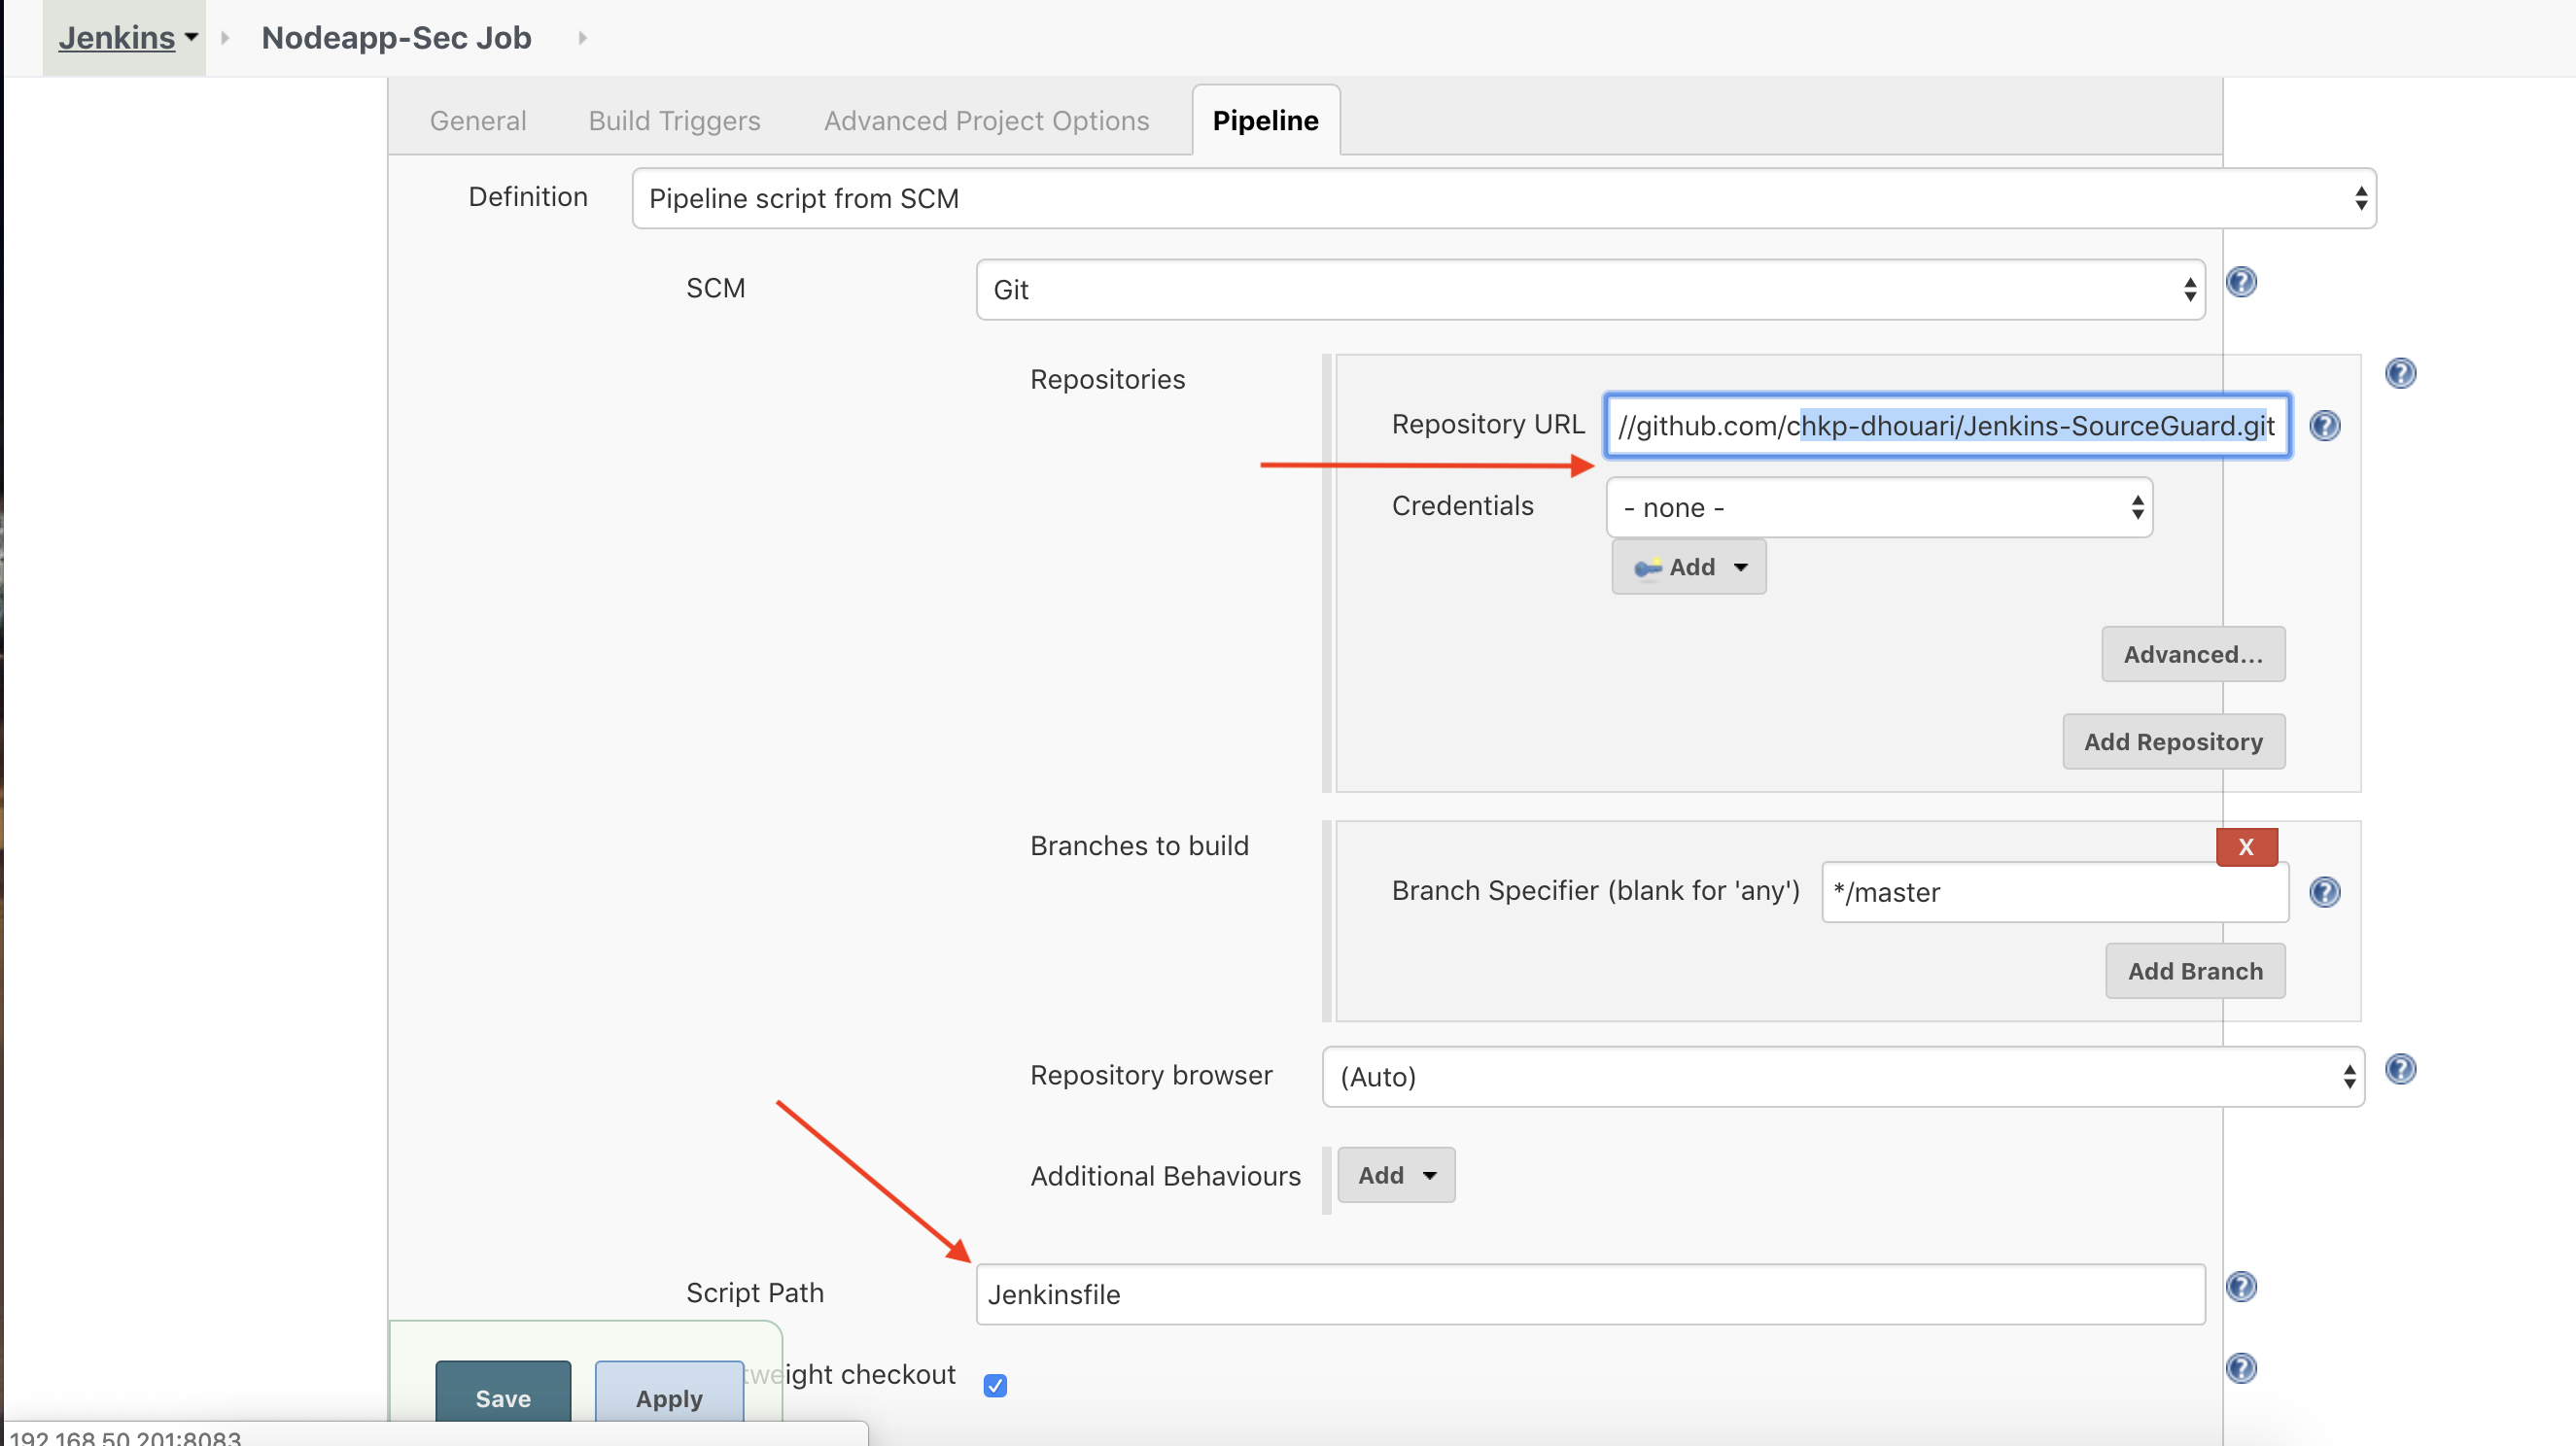 Jenkins Nodeapp-Sec Job
General Build Triggers Advanced Project Options Pipeline
Definition Pipeline script from SCM
SCM Git
Repositories
Repository URL //github.com/chkp-dhouari/Jenkins-SourceGuard.git
Credentials - none -
Add
Advanced...
Add Repository
Branches to build
X
Branch Specifier (blank for 'any') */master
Add Branch
Repository browser (Auto)
Additional Behaviours Add
Script Path Jenkinsfile
tweight checkout
Save Apply
192.168.50.201:8083